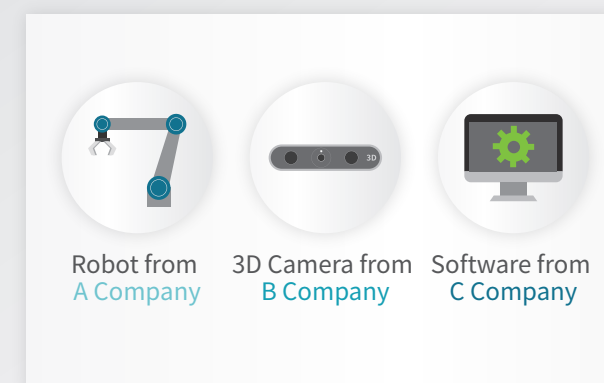 3D
Robot from
A Company
3D Camera from
B Company
Software from
C Company